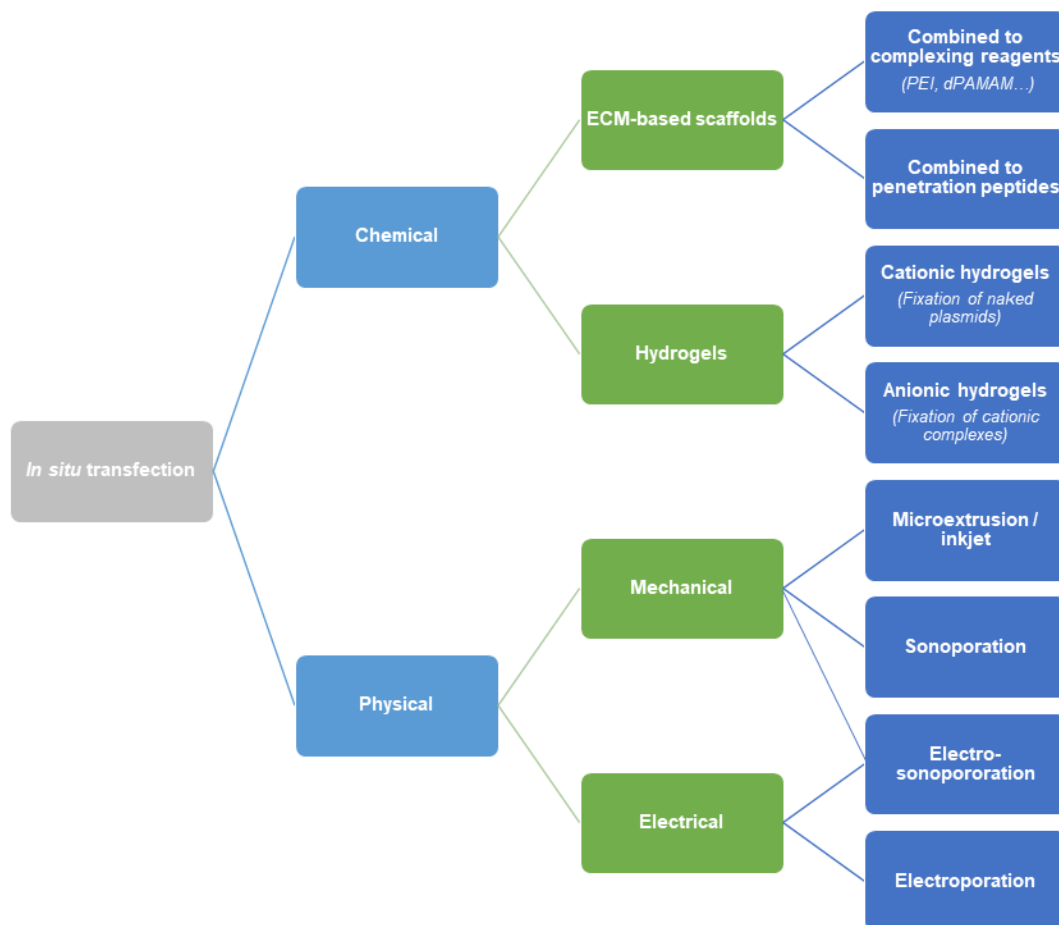 In situ transfection
Chemical
Physical
ECM-based scaffolds
Hydrogels
Mechanical
Electrical
Combined to
complexing reagents
(PEI, dPAMAM…)
Combined to
penetration peptides
Cationic hydrogels
(Fixation of naked
plasmids)
Anionic hydrogels
(Fixation of cationic
complexes)
Microextrusion /
inkjet
Sonoporation
Electro-
sonopororation
Electroporation